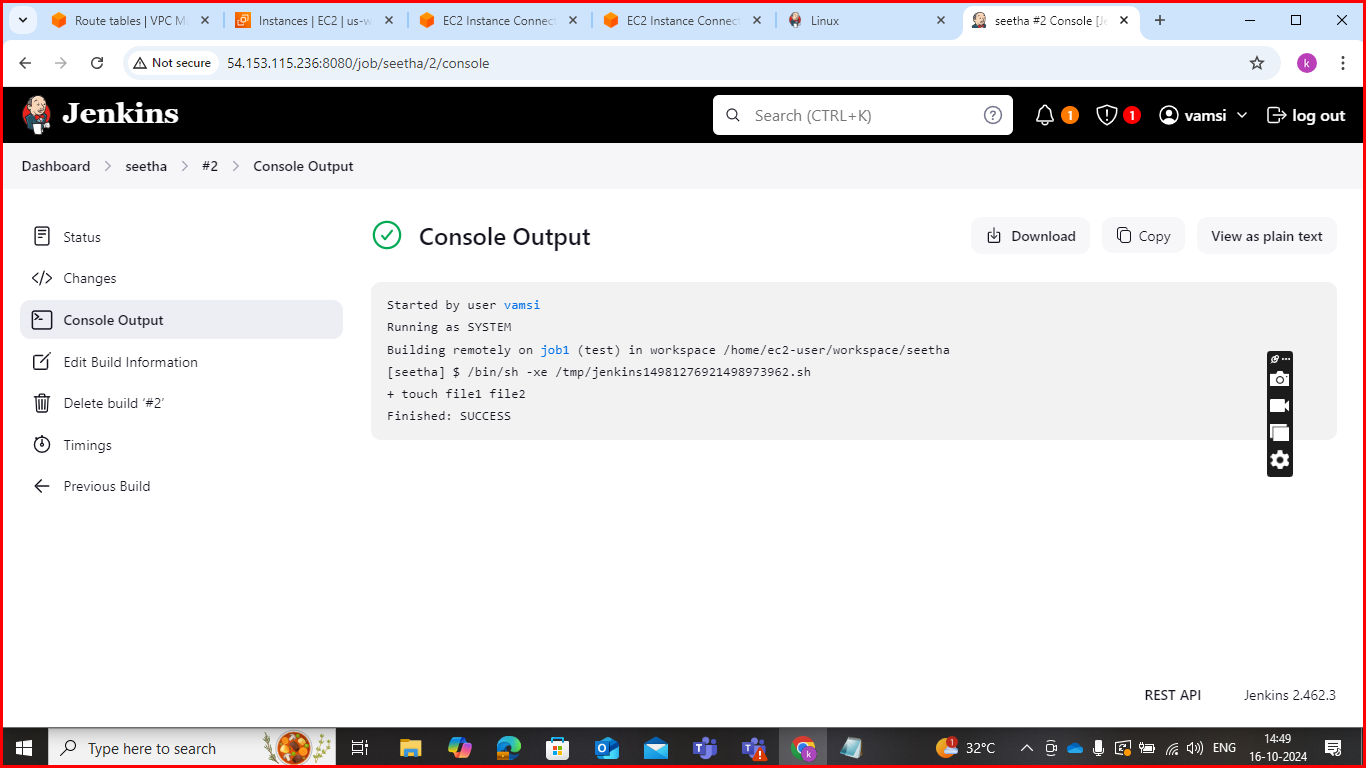 Route tables | VPC M
Instances | EC2 | us-w
EC2 Instance Connect
EC2 Instance Connect
Linux
seetha #2 Console [Je
Not secure
54.153.115.236:8080/job/seetha/2/console
k
Jenkins
Search (CTRL+K)
?
1
1
vamsi
log out
Dashboard
seetha
#2
Console Output
Status
Changes
Console Output
Edit Build Information
Delete build ‘#2’
Timings
Previous Build
Console Output
Download
Copy
View as plain text
Started by user vamsi
Running as SYSTEM
Building remotely on job1 (test) in workspace /home/ec2-user/workspace/seetha
[seetha] $ /bin/sh -xe /tmp/jenkins14981276921498973962.sh
+ touch file1 file2
Finished: SUCCESS
REST API
Jenkins 2.462.3
Type here to search
32°C
ENG
14:49
16-10-2024